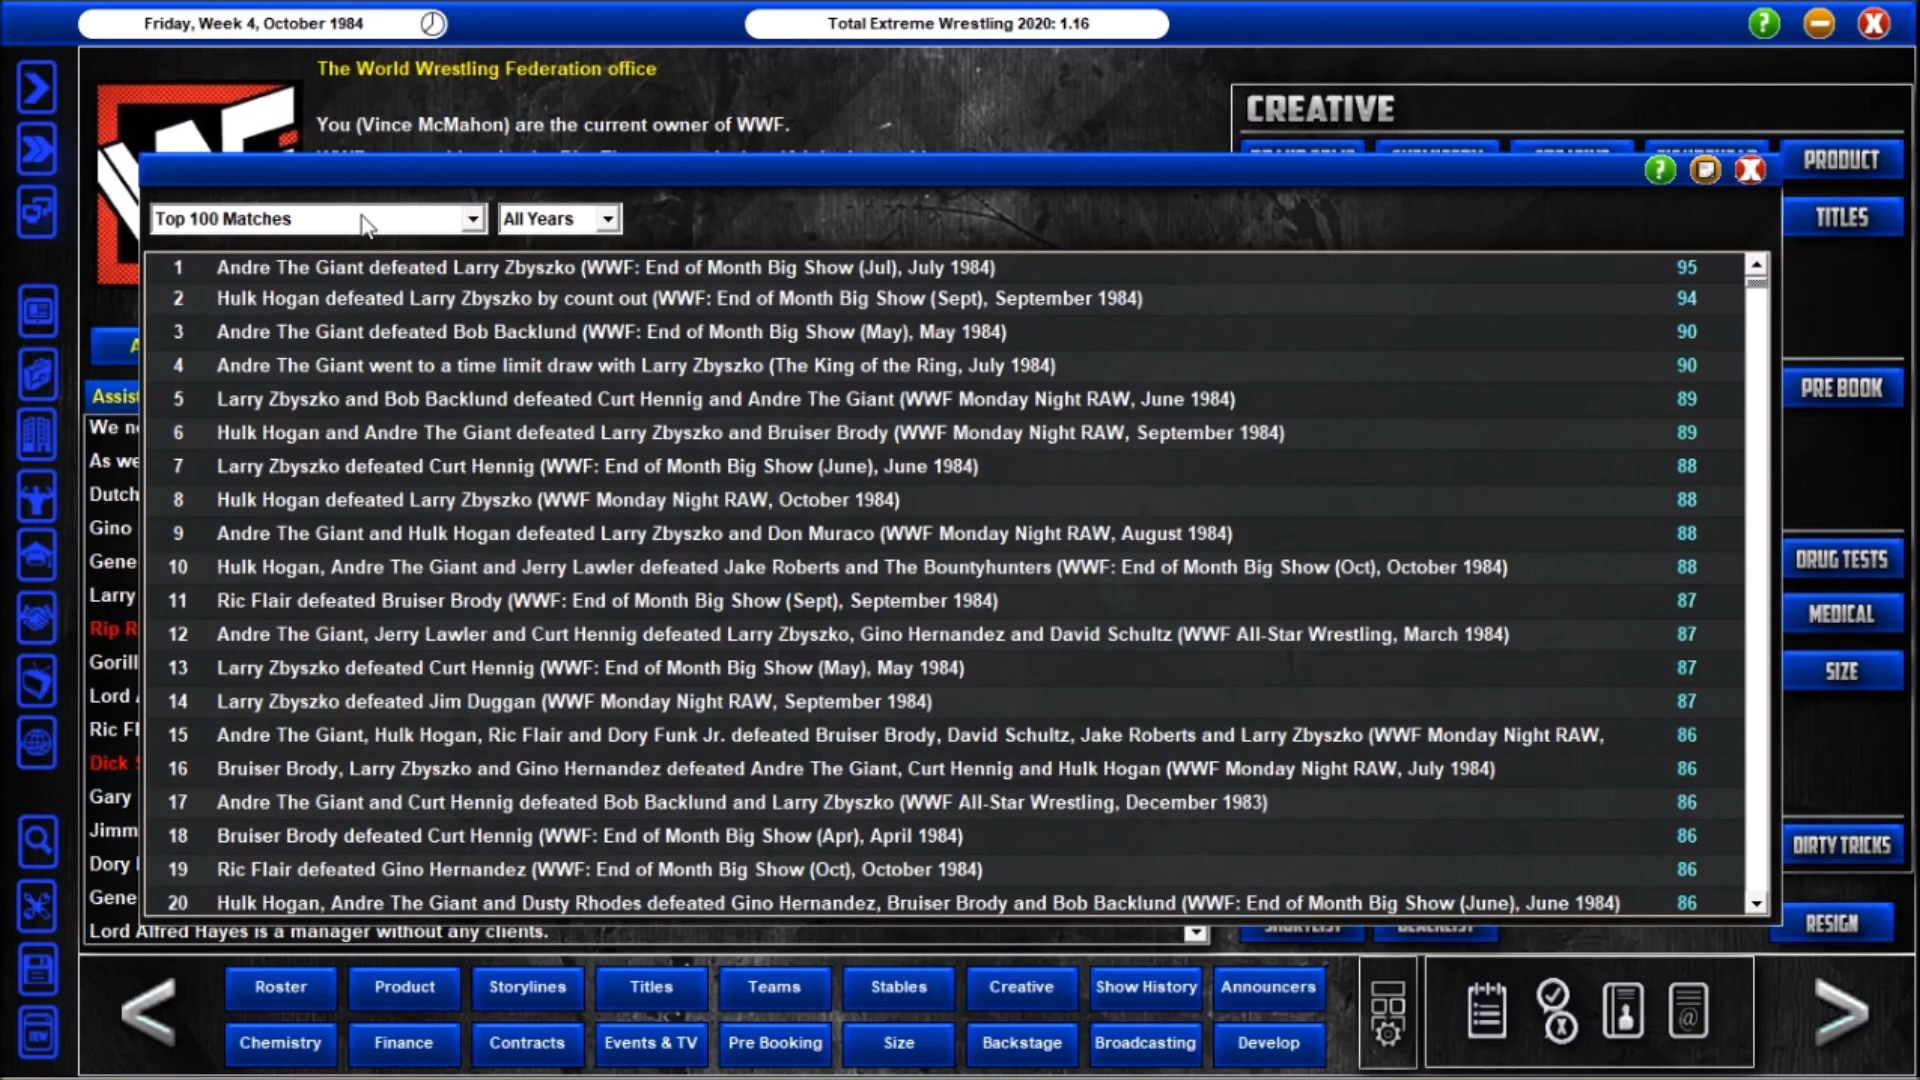 Friday, Week 4, October 1984
Total Extreme Wrestling 2020: 1.16
The World Wrestling Federation office
You (Vince McMahon) are the current owner of WWF.
CREATIVE
PRODUCT
TITLES
PRE BOOK
DRUG TESTS
MEDICAL
SIZE
DIRTY TRICKS
RESIGN
Top 100 Matches
All Years
1 Andre The Giant defeated Larry Zbyszko (WWF: End of Month Big Show (Jul), July 1984) 95
2 Hulk Hogan defeated Larry Zbyszko by count out (WWF: End of Month Big Show (Sept), September 1984) 94
3 Andre The Giant defeated Bob Backlund (WWF: End of Month Big Show (May), May 1984) 90
4 Andre The Giant went to a time limit draw with Larry Zbyszko (The King of the Ring, July 1984) 90
5 Larry Zbyszko and Bob Backlund defeated Curt Hennig and Andre The Giant (WWF Monday Night RAW, June 1984) 89
6 Hulk Hogan and Andre The Giant defeated Larry Zbyszko and Bruiser Brody (WWF Monday Night RAW, September 1984) 89
7 Larry Zbyszko defeated Curt Hennig (WWF: End of Month Big Show (June), June 1984) 88
8 Hulk Hogan defeated Larry Zbyszko (WWF Monday Night RAW, October 1984) 88
9 Andre The Giant and Hulk Hogan defeated Larry Zbyszko and Don Muraco (WWF Monday Night RAW, August 1984) 88
10 Hulk Hogan, Andre The Giant and Jerry Lawler defeated Jake Roberts and The Bountyhunters (WWF: End of Month Big Show (Oct), October 1984) 88
11 Ric Flair defeated Bruiser Brody (WWF: End of Month Big Show (Sept), September 1984) 87
12 Andre The Giant, Jerry Lawler and Curt Hennig defeated Larry Zbyszko, Gino Hernandez and David Schultz (WWF All-Star Wrestling, March 1984) 87
13 Larry Zbyszko defeated Curt Hennig (WWF: End of Month Big Show (May), May 1984) 87
14 Larry Zbyszko defeated Jim Duggan (WWF Monday Night RAW, September 1984) 87
15 Andre The Giant, Hulk Hogan, Ric Flair and Dory Funk Jr. defeated Bruiser Brody, David Schultz, Jake Roberts and Larry Zbyszko (WWF Monday Night RAW, 86
16 Bruiser Brody, Larry Zbyszko and Gino Hernandez defeated Andre The Giant, Curt Hennig and Hulk Hogan (WWF Monday Night RAW, July 1984) 86
17 Andre The Giant and Curt Hennig defeated Bob Backlund and Larry Zbyszko (WWF All-Star Wrestling, December 1983) 86
18 Bruiser Brody defeated Curt Hennig (WWF: End of Month Big Show (Apr), April 1984) 86
19 Ric Flair defeated Gino Hernandez (WWF: End of Month Big Show (Oct), October 1984) 86
20 Hulk Hogan, Andre The Giant and Dusty Rhodes defeated Gino Hernandez, Bruiser Brody and Bob Backlund (WWF: End of Month Big Show (June), June 1984) 86
Assist
We n
As we
Dutch
Gino
Gene
Larry
Rip R
Gorill
Lord
Ric Fl
Dick
Gary
Jimm
Dory
Gene
Lord Alfred Hayes is a manager without any clients.
Roster
Product
Storylines
Titles
Teams
Stables
Creative
Show History
Announcers
Chemistry
Finance
Contracts
Events & TV
Pre Booking
Size
Backstage
Broadcasting
Develop
NEW